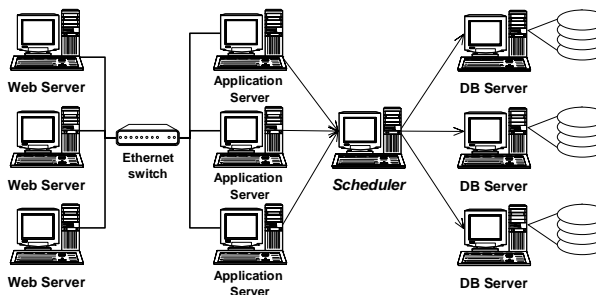 Web Server
Application
Server
DB Server
Web Server
Ethernet
switch
Application
Server
Scheduler
DB Server
Web Server
Application
Server
DB Server